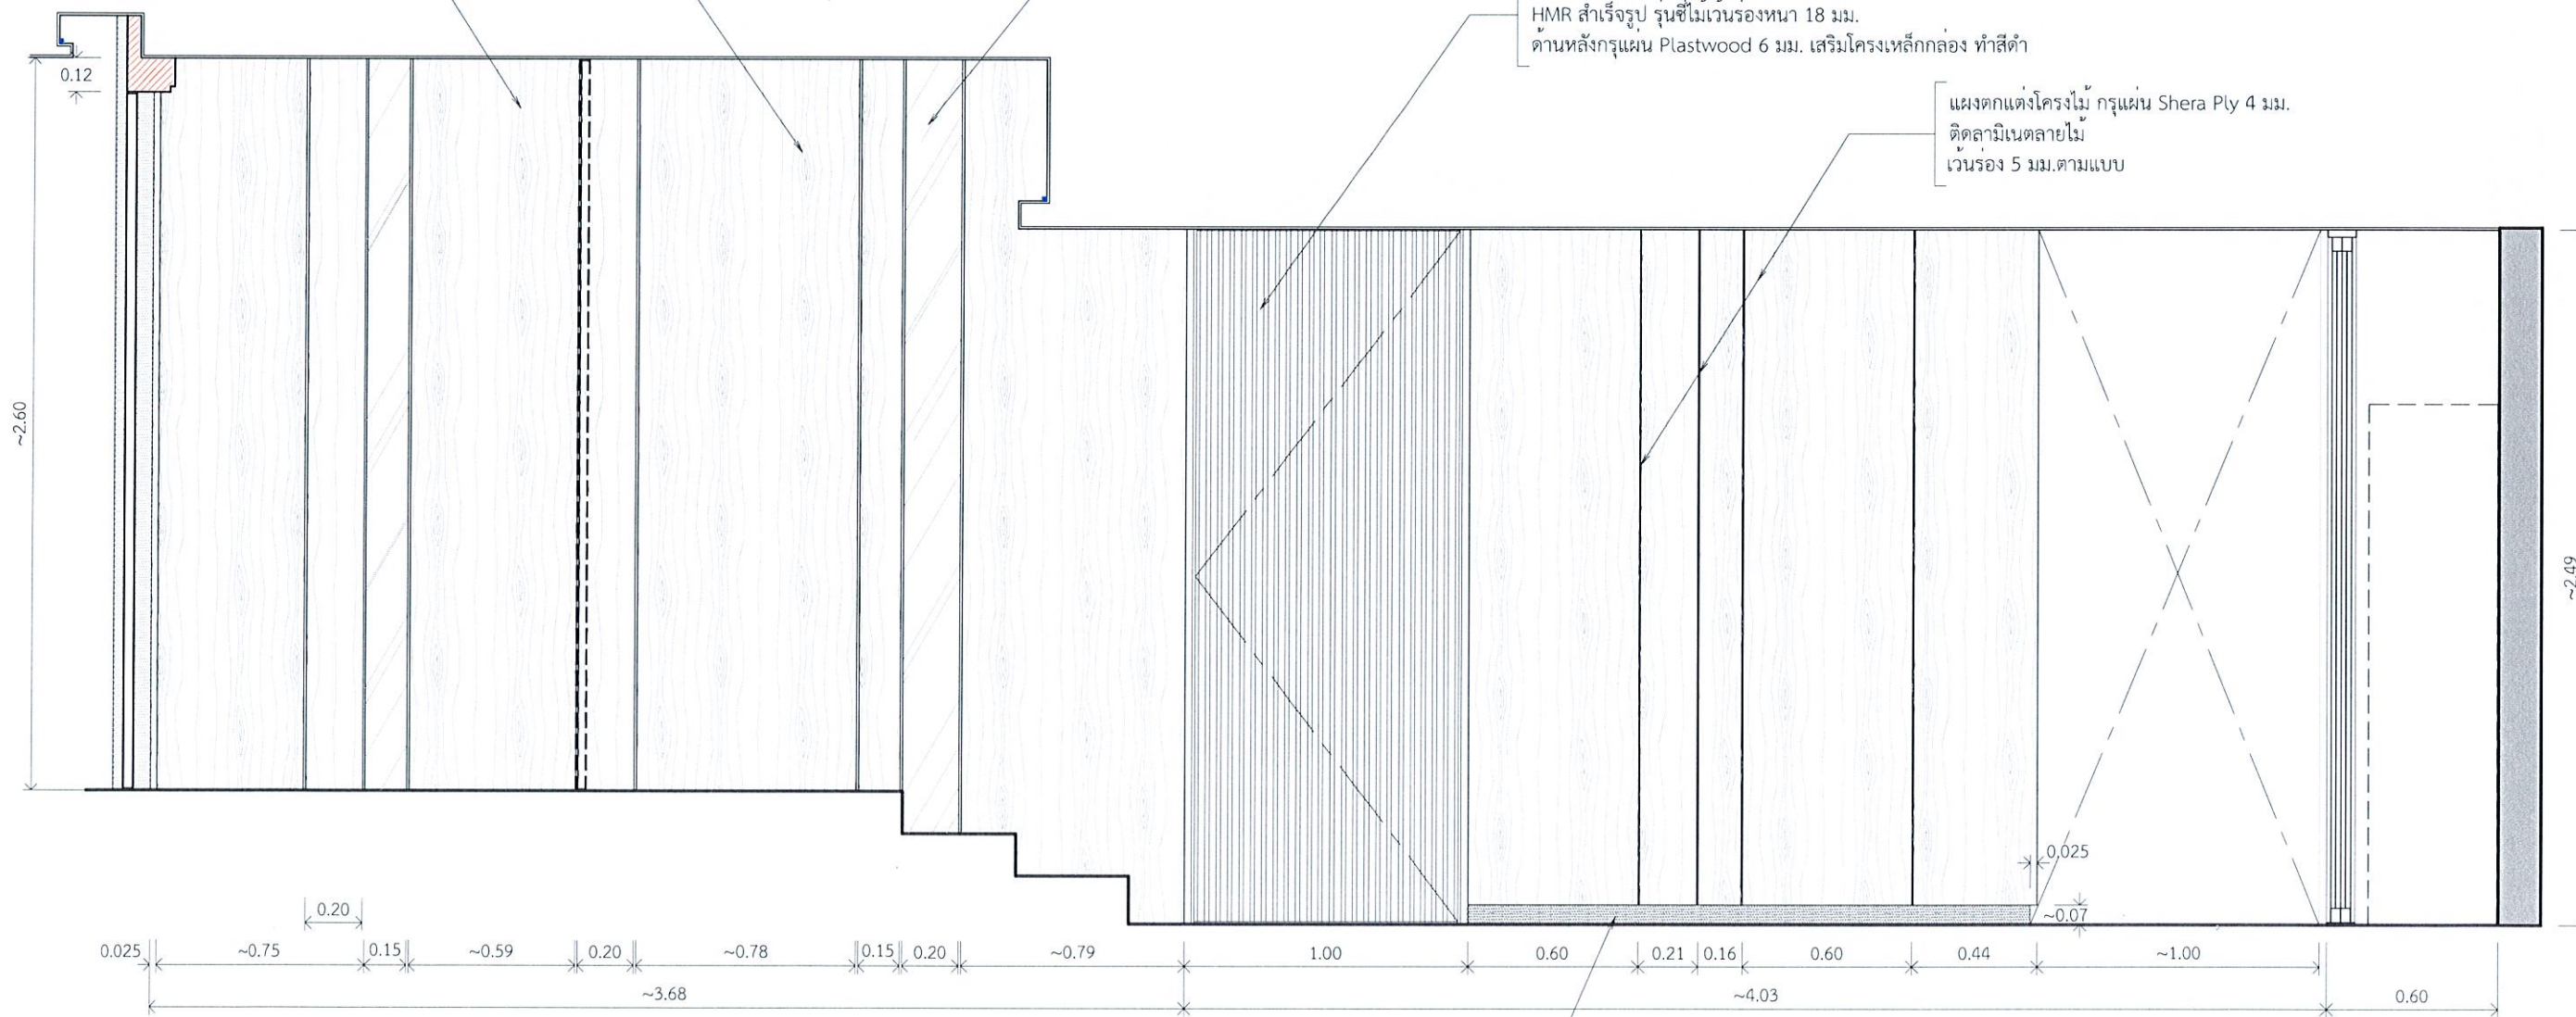 HMR สำเร็จรูป รุ่นซี่ไม้เว้นร่องหนา 18 มม.
ด้านหลังกรุแผ่น Plastwood 6 มม. เสริมโครงเหล็กกล่อง ทำสีดำ
แผงตกแต่งโครงไม้ กรุแผ่น Shera Ply 4 มม.
ติดลามิเนตลายไม้
เว้นร่อง 5 มม.ตามแบบ
0.12
~2.60
~2.49
0.025
~0.07
0.20
0.025 ~0.75 0.15 ~0.59 0.20 ~0.78 0.15 0.20 ~0.79 1.00 0.60 0.21 0.16 0.60 0.44 ~1.00
~3.68 ~4.03 0.60